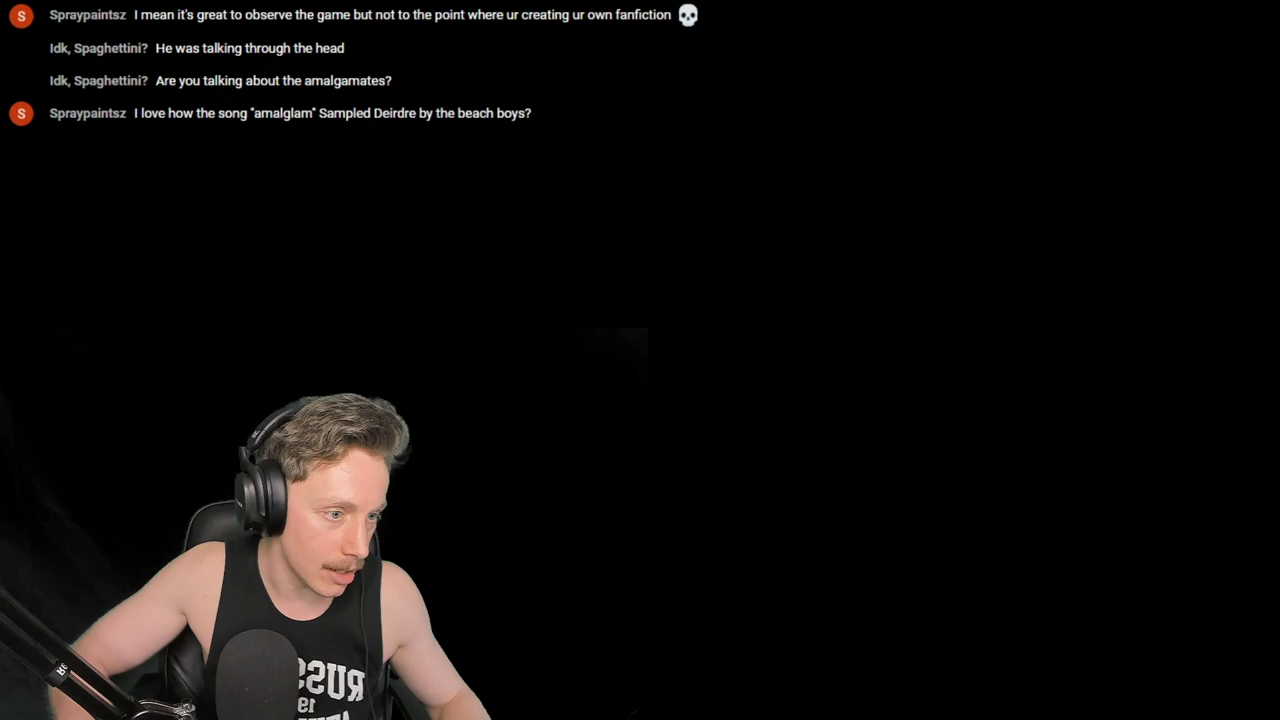 S Spraypaintsz I mean it's great to observe the game but not to the point where ur creating ur own fanfiction 💀
Idk, Spaghettini? He was talking through the head
Idk, Spaghettini? Are you talking about the amalgamates?
S Spraypaintsz I love how the song "amalglam" Sampled Deirdre by the beach boys?
RUSS
19